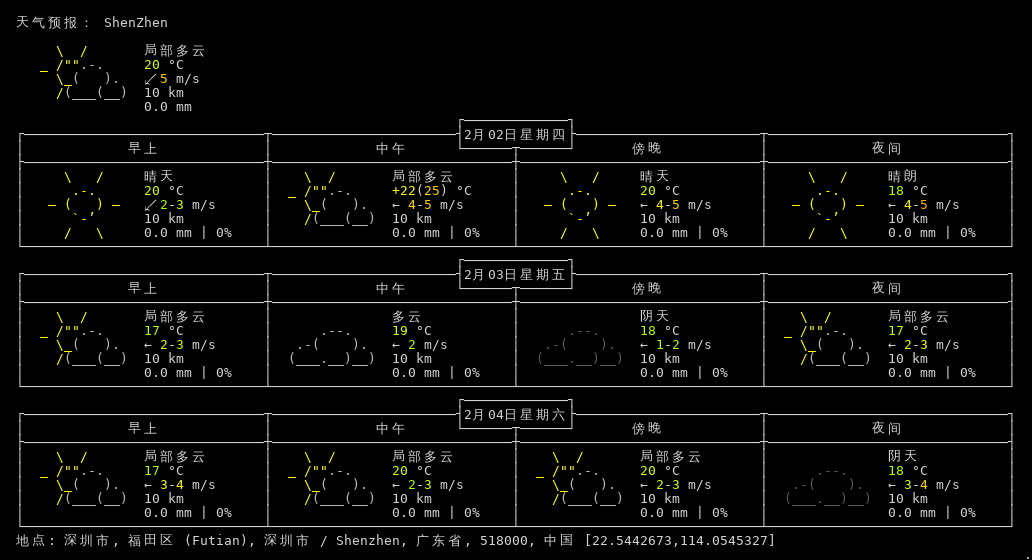 天气预报： ShenZhen
局部多云
20 °C
↙ 5 m/s
10 km
0.0 mm
2月02日星期四
早上 中午 傍晚 夜间
晴天 局部多云 晴天 晴朗
20 °C +22(25) °C 20 °C 18 °C
↙ 2-3 m/s ← 4-5 m/s ← 4-5 m/s ← 4-5 m/s
10 km 10 km 10 km 10 km
0.0 mm | 0% 0.0 mm | 0% 0.0 mm | 0% 0.0 mm | 0%
2月03日星期五
早上 中午 傍晚 夜间
局部多云 多云 阴天 局部多云
17 °C 19 °C 18 °C 17 °C
← 2-3 m/s ← 2 m/s ← 1-2 m/s ← 2-3 m/s
10 km 10 km 10 km 10 km
0.0 mm | 0% 0.0 mm | 0% 0.0 mm | 0% 0.0 mm | 0%
2月04日星期六
早上 中午 傍晚 夜间
局部多云 局部多云 局部多云 阴天
17 °C 20 °C 20 °C 18 °C
← 3-4 m/s ← 2-3 m/s ← 2-3 m/s ← 3-4 m/s
10 km 10 km 10 km 10 km
0.0 mm | 0% 0.0 mm | 0% 0.0 mm | 0% 0.0 mm | 0%
地点: 深圳市, 福田区 (Futian), 深圳市 / Shenzhen, 广东省, 518000, 中国 [22.5442673,114.0545327]